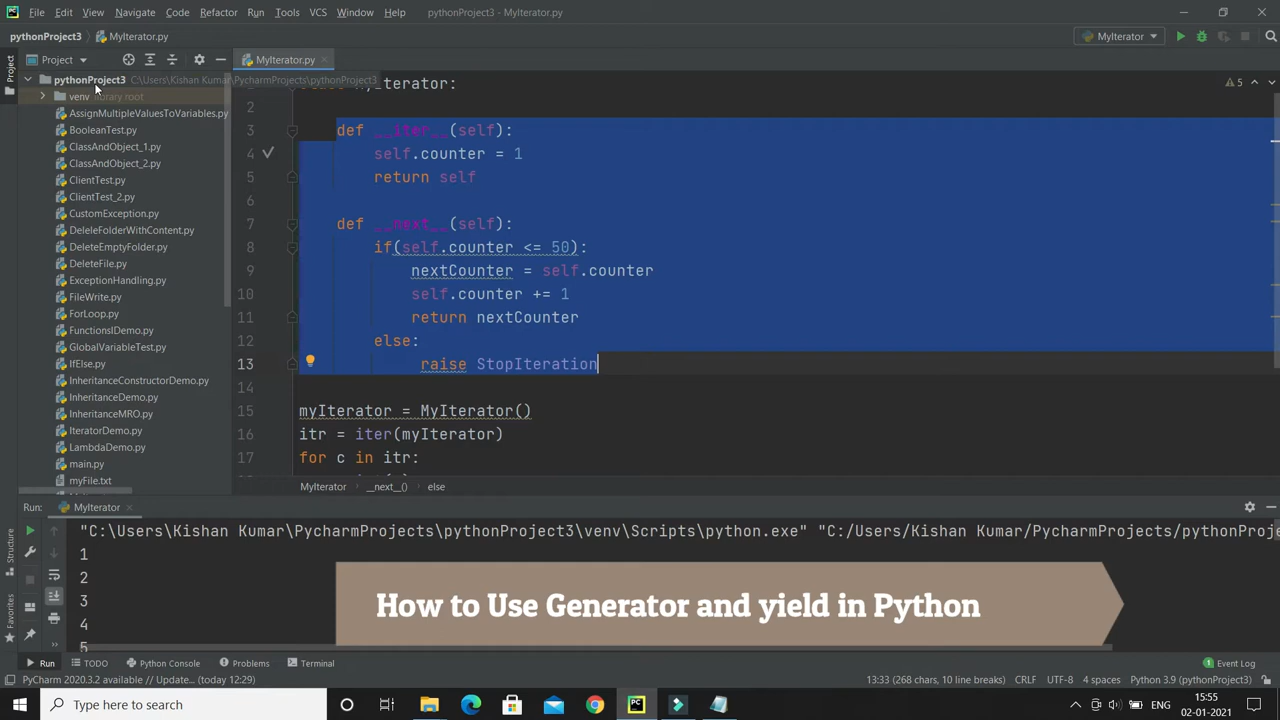 File Edit View Navigate Code Refactor Run Tools VCS Window Help pythonProject3 - MyIterator.py
pythonProject3 MyIterator.py MyIterator
Project MyIterator.py
Project
pythonProject3 C:\Users\Kishan Kumar\PycharmProjects\pythonProject3
venv library root
AssignMultipleValuesToVariables.py
BooleanTest.py
ClassAndObject_1.py
ClassAndObject_2.py
ClientTest.py
ClientTest_2.py
CustomException.py
DeleleFolderWithContent.py
DeleteEmptyFolder.py
DeleteFile.py
ExceptionHandling.py
FileWrite.py
ForLoop.py
FunctionsIDemo.py
GlobalVariableTest.py
IfElse.py
InheritanceConstructorDemo.py
InheritanceDemo.py
InheritanceMRO.py
IteratorDemo.py
LambdaDemo.py
main.py
myFile.txt
5
2
3 def __iter__(self):
4 self.counter = 1
5 return self
6
7 def __next__(self):
8 if(self.counter <= 50):
9 nextCounter = self.counter
10 self.counter += 1
11 return nextCounter
12 else:
13 raise StopIteration
14
15 myIterator = MyIterator()
16 itr = iter(myIterator)
17 for c in itr:
MyIterator __next__() else
Run: MyIterator
"C:\Users\Kishan Kumar\PycharmProjects\pythonProject3\venv\Scripts\python.exe" "C:/Users/Kishan Kumar/PycharmProjects/pythonProje
1
2
3
4
5
How to Use Generator and yield in Python
Structure
Favorites
Run TODO Python Console Problems Terminal Event Log
PyCharm 2020.3.2 available // Update... (today 12:29) 13:33 (268 chars, 10 line breaks) CRLF UTF-8 4 spaces Python 3.9 (pythonProject3)
Type here to search
PC
ENG
15:55
02-01-2021